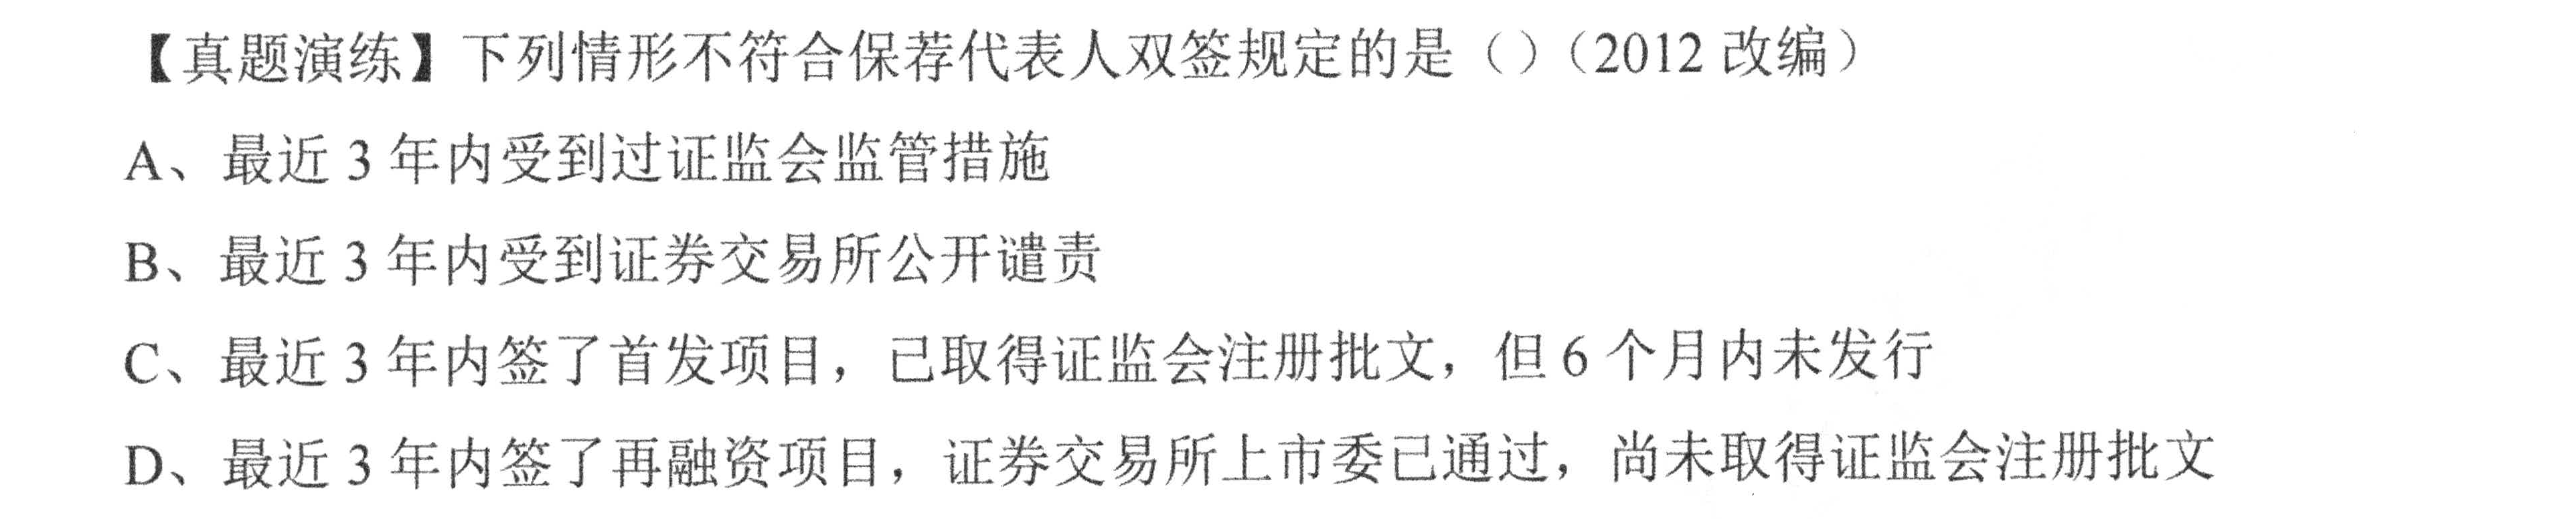 【真题演练】下列情形不符合保荐代表人双签规定的是（）（2012 改编）
A、最近 3 年内受到过证监会监管措施
B、最近 3 年内受到证券交易所公开谴责
C、最近 3 年内签了首发项目，已取得证监会注册批文，但 6 个月内未发行
D、最近 3 年内签了再融资项目，证券交易所上市委已通过，尚未取得证监会注册批文